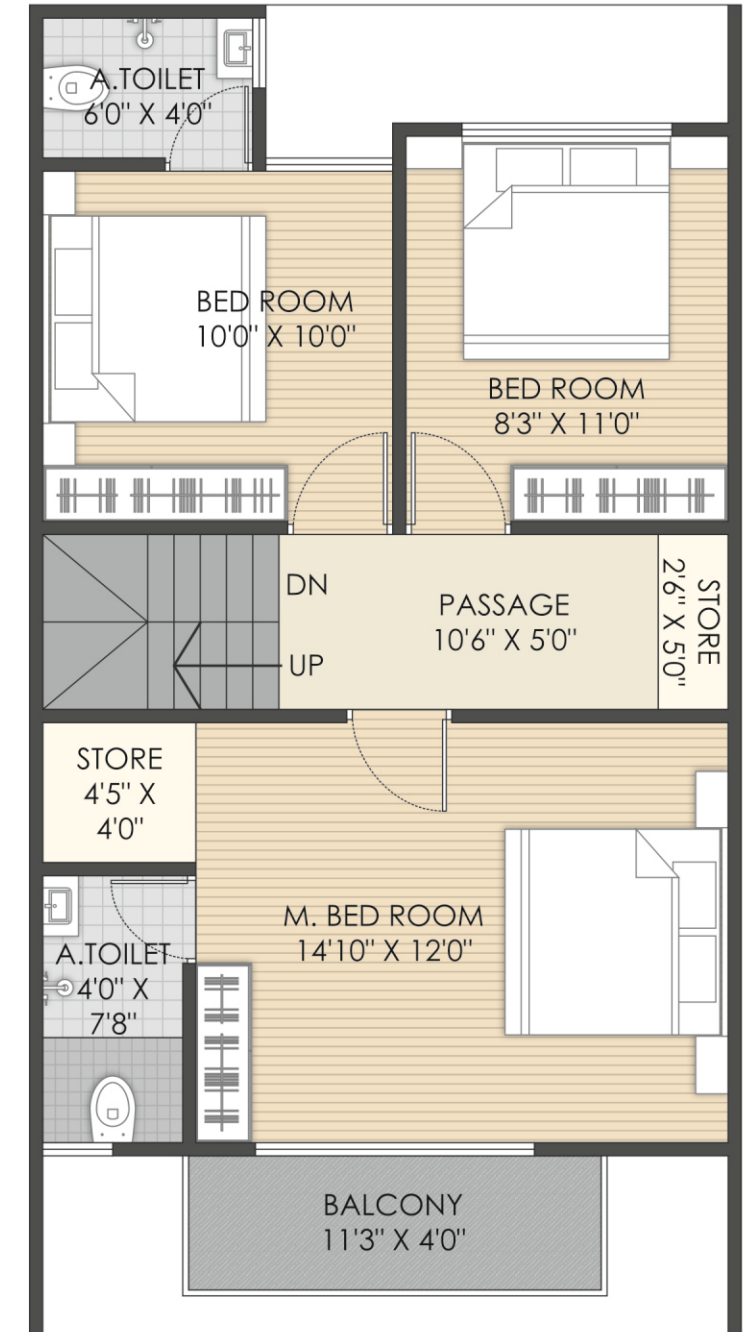 A.TOILET
6'0" X 4'0"
BED ROOM
10'0" X 10'0"
BED ROOM
8'3" X 11'0"
DN
UP
PASSAGE
10'6" X 5'0"
STORE
2'6" X 5'0"
STORE
4'5" X
4'0"
M. BED ROOM
14'10" X 12'0"
A.TOILET
4'0" X
7'8"
BALCONY
11'3" X 4'0"